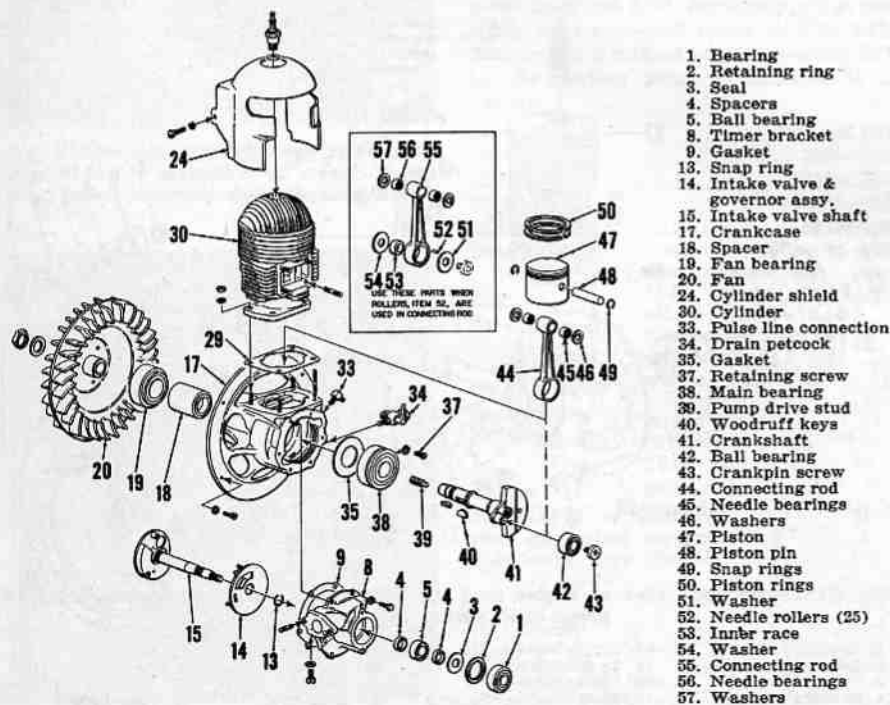 24
30
57 56 55
52 51
54 53
USE THESE PARTS WHEN
ROLLERS, ITEM 52, ARE
USED IN CONNECTING ROD
50
47
48
49
44 45 46
29
17
33
34
37
20
19
18
35
38
39
40
41
42
43
15
14
13
9
8
4
5
4
3
2
1
1. Bearing
2. Retaining ring
3. Seal
4. Spacers
5. Ball bearing
8. Timer bracket
9. Gasket
13. Snap ring
14. Intake valve &
governor assy.
15. Intake valve shaft
17. Crankcase
18. Spacer
19. Fan bearing
20. Fan
24. Cylinder shield
30. Cylinder
33. Pulse line connection
34. Drain petcock
35. Gasket
37. Retaining screw
38. Main bearing
39. Pump drive stud
40. Woodruff keys
41. Crankshaft
42. Ball bearing
43. Crankpin screw
44. Connecting rod
45. Needle bearings
46. Washers
47. Piston
48. Piston pin
49. Snap rings
50. Piston rings
51. Washer
52. Needle rollers (25)
53. Inner race
54. Washer
55. Connecting rod
56. Needle bearings
57. Washers